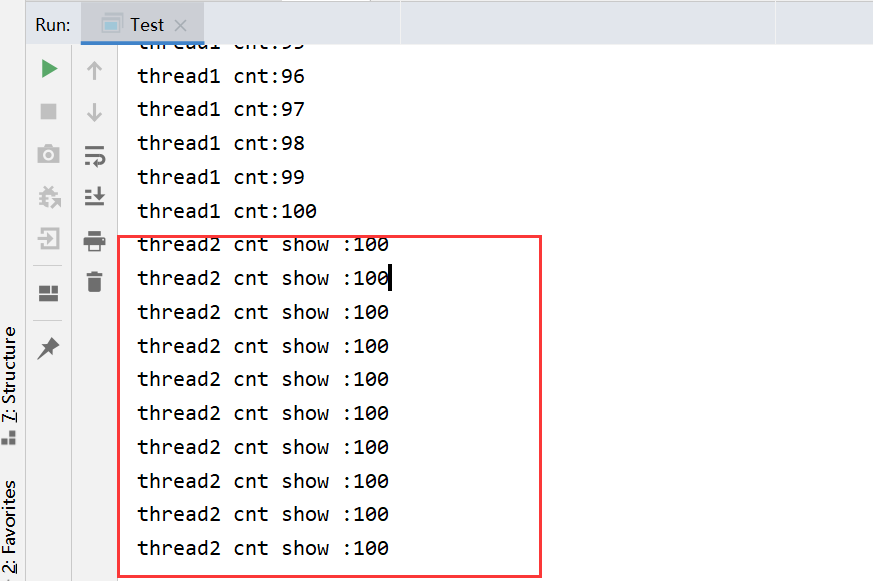 Run: Test
thread1 cnt:95
thread1 cnt:96
thread1 cnt:97
thread1 cnt:98
thread1 cnt:99
thread1 cnt:100
thread2 cnt show :100
thread2 cnt show :100
thread2 cnt show :100
thread2 cnt show :100
thread2 cnt show :100
thread2 cnt show :100
thread2 cnt show :100
thread2 cnt show :100
thread2 cnt show :100
thread2 cnt show :100
7: Structure
2: Favorites